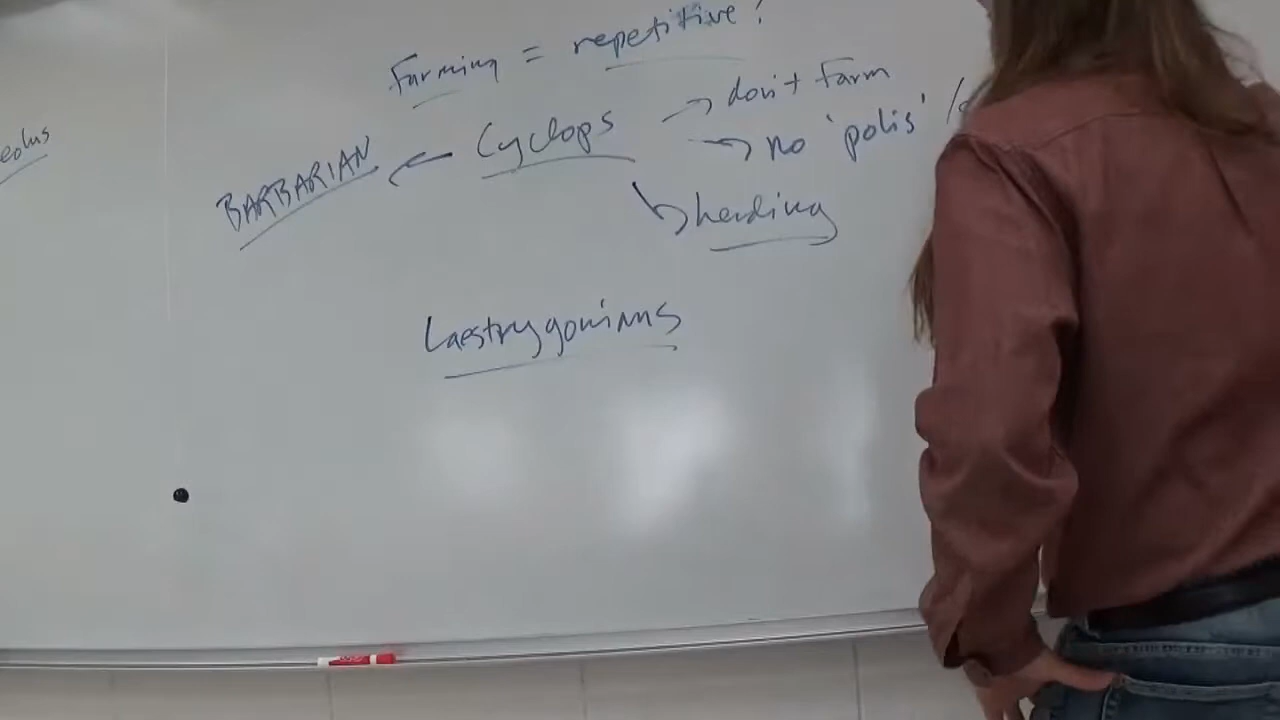 Farming = repetitive?
Cyclops → don't farm
→ no 'polis' /
↳ herding
BARBARIAN ←
eolus
Laestrygonians